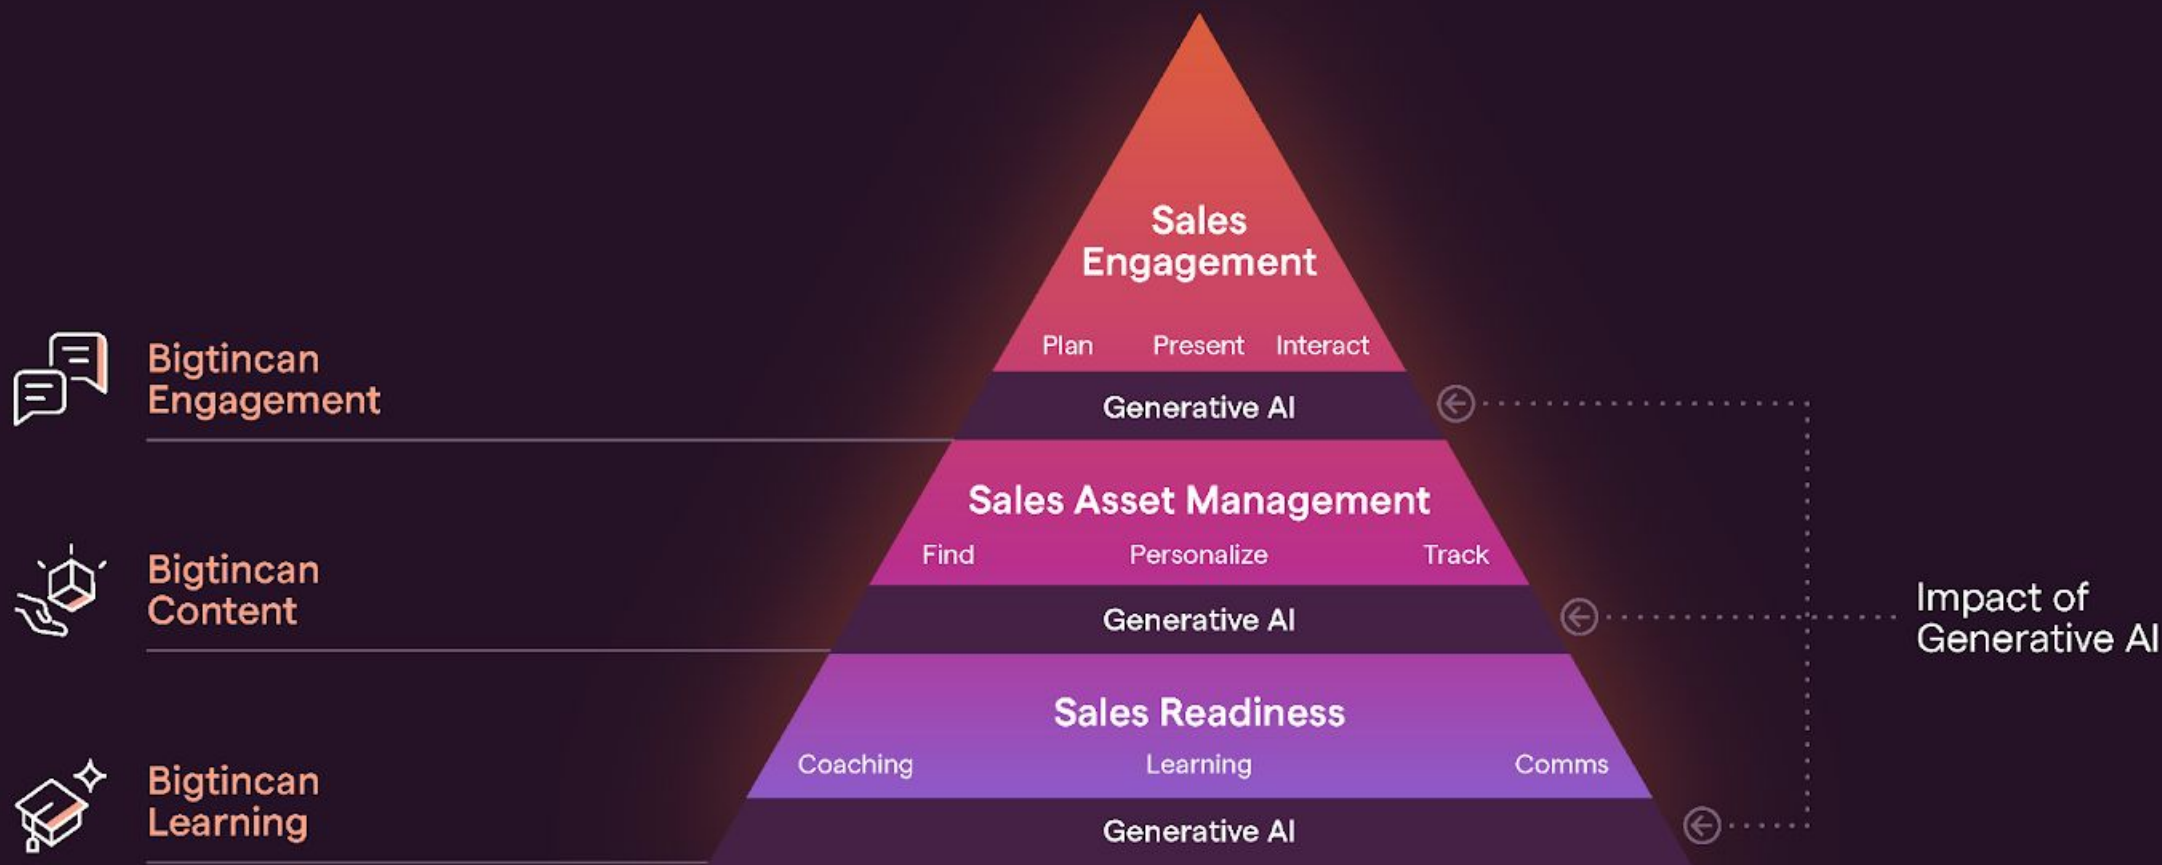 Sales
Engagement
Plan Present Interact
Bigtincan
Engagement
Generative AI
Sales Asset Management
Find Personalize Track
Bigtincan
Content
Generative AI
Impact of
Generative AI
Sales Readiness
Coaching Learning Comms
Bigtincan
Learning
Generative AI